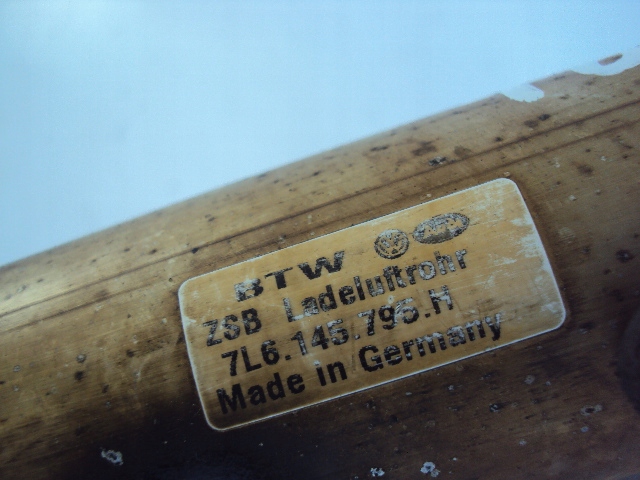 BTW
ZSB Ladeluftrohr
7L6.145.796.H
Made in Germany